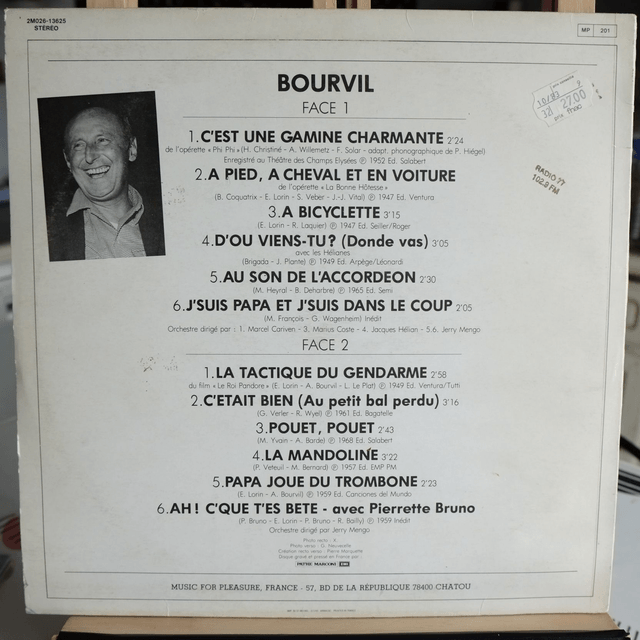 2M026-13625
STEREO
MP 201
BOURVIL
FACE 1
1.C'EST UNE GAMINE CHARMANTE 2'24
de l'opérette « Phi Phi » (H. Christiné - A. Willemetz - F. Solar - adapt. phonographique de P. Hiégel)
Enregistré au Théâtre des Champs Elysées ℗ 1952 Ed. Salabert
2.A PIED, A CHEVAL ET EN VOITURE
de l'opérette « La Bonne Hôtesse »
(B. Coquatrix - E. Lorin - S. Veber - J.-J. Vital) ℗ 1947 Ed. Ventura
3.A BICYCLETTE 3'15
(E. Lorin - R. Laquier) ℗ 1947 Ed. Seiller/Roger
4.D'OU VIENS-TU? (Donde vas) 3'05
avec les Hélianes
(Brigada - J. Plante) ℗ 1949 Ed. Arpège/Léonardi
5.AU SON DE L'ACCORDEON 2'30
(M. Heyral - B. Deharbre) ℗ 1965 Ed. Semi
6.J'SUIS PAPA ET J'SUIS DANS LE COUP 2'05
(M. François - G. Wagenheim) Inédit
Orchestre dirigé par : 1. Marcel Cariven - 3. Marius Coste - 4. Jacques Hélian - 5.6. Jerry Mengo
FACE 2
1.LA TACTIQUE DU GENDARME 2'58
du film « Le Roi Pandore » (E. Lorin - A. Bourvil - L. Le Plat) ℗ 1949 Ed. Ventura/Tutti
2.C'ETAIT BIEN (Au petit bal perdu) 3'16
(G. Verler - R. Wyel) ℗ 1961 Ed. Bagatelle
3.POUET, POUET 2'43
(M. Yvain - A. Barde) ℗ 1968 Ed. Salabert
4.LA MANDOLINE 3'22
(P. Veteuil - M. Bernard) ℗ 1957 Ed. EMP PM
5.PAPA JOUE DU TROMBONE 2'23
(E. Lorin - A. Bourvil) ℗ 1959 Ed. Canciones del Mundo
6.AH! C'QUE T'ES BETE - avec Pierrette Bruno
(P. Bruno - E. Lorin - P. Bruno - R. Bailly) ℗ 1959 Inédit
Orchestre dirigé par Jerry Mengo
PATHE MARCONI EMI
MUSIC FOR PLEASURE, FRANCE - 57, BD DE LA RÉPUBLIQUE 78400 CHATOU
27,00
fnac
RADIO 77
102.9 FM